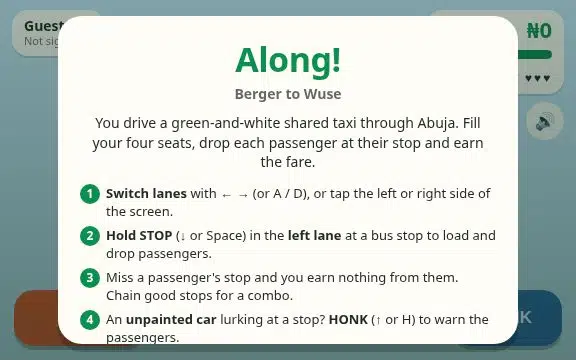 Guest
Not sig
₦0
♥♥♥
Along!
Berger to Wuse
You drive a green-and-white shared taxi through Abuja. Fill
your four seats, drop each passenger at their stop and earn
the fare.
1 Switch lanes with ← → (or A / D), or tap the left or right side of
the screen.
2 Hold STOP (↓ or Space) in the left lane at a bus stop to load and
drop passengers.
3 Miss a passenger's stop and you earn nothing from them.
Chain good stops for a combo.
4 An unpainted car lurking at a stop? HONK (↑ or H) to warn the
passengers.
K